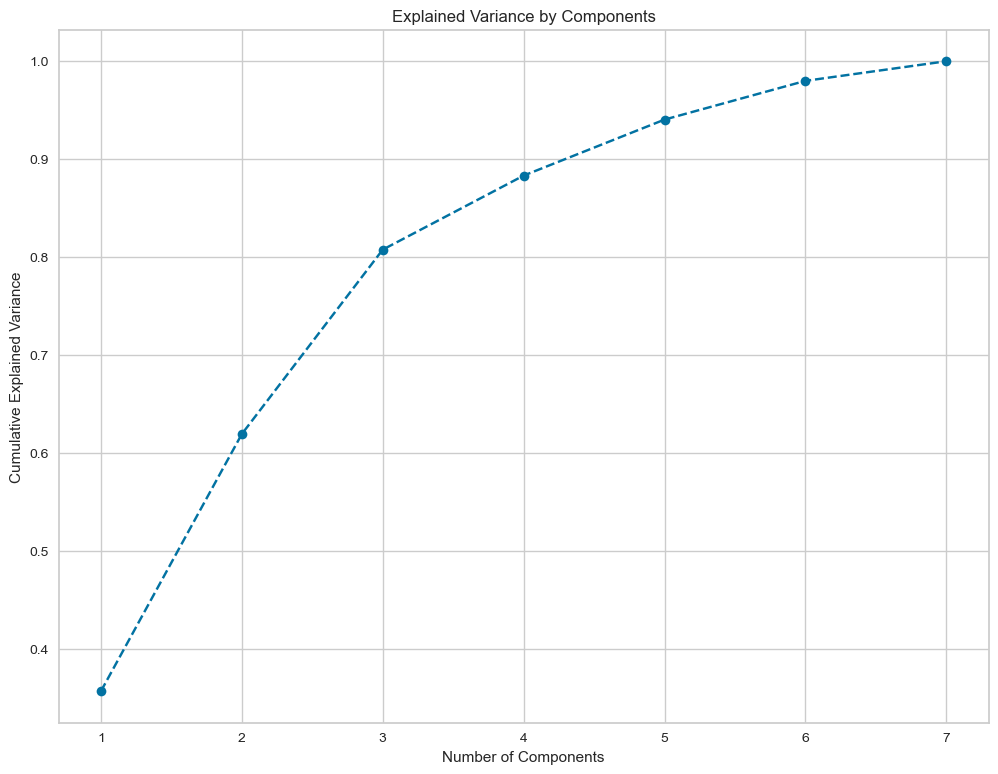 Explained Variance by Components
Cumulative Explained Variance
1.0
0.9
0.8
0.7
0.6
0.5
0.4
1 2 3 4 5 6 7
Number of Components